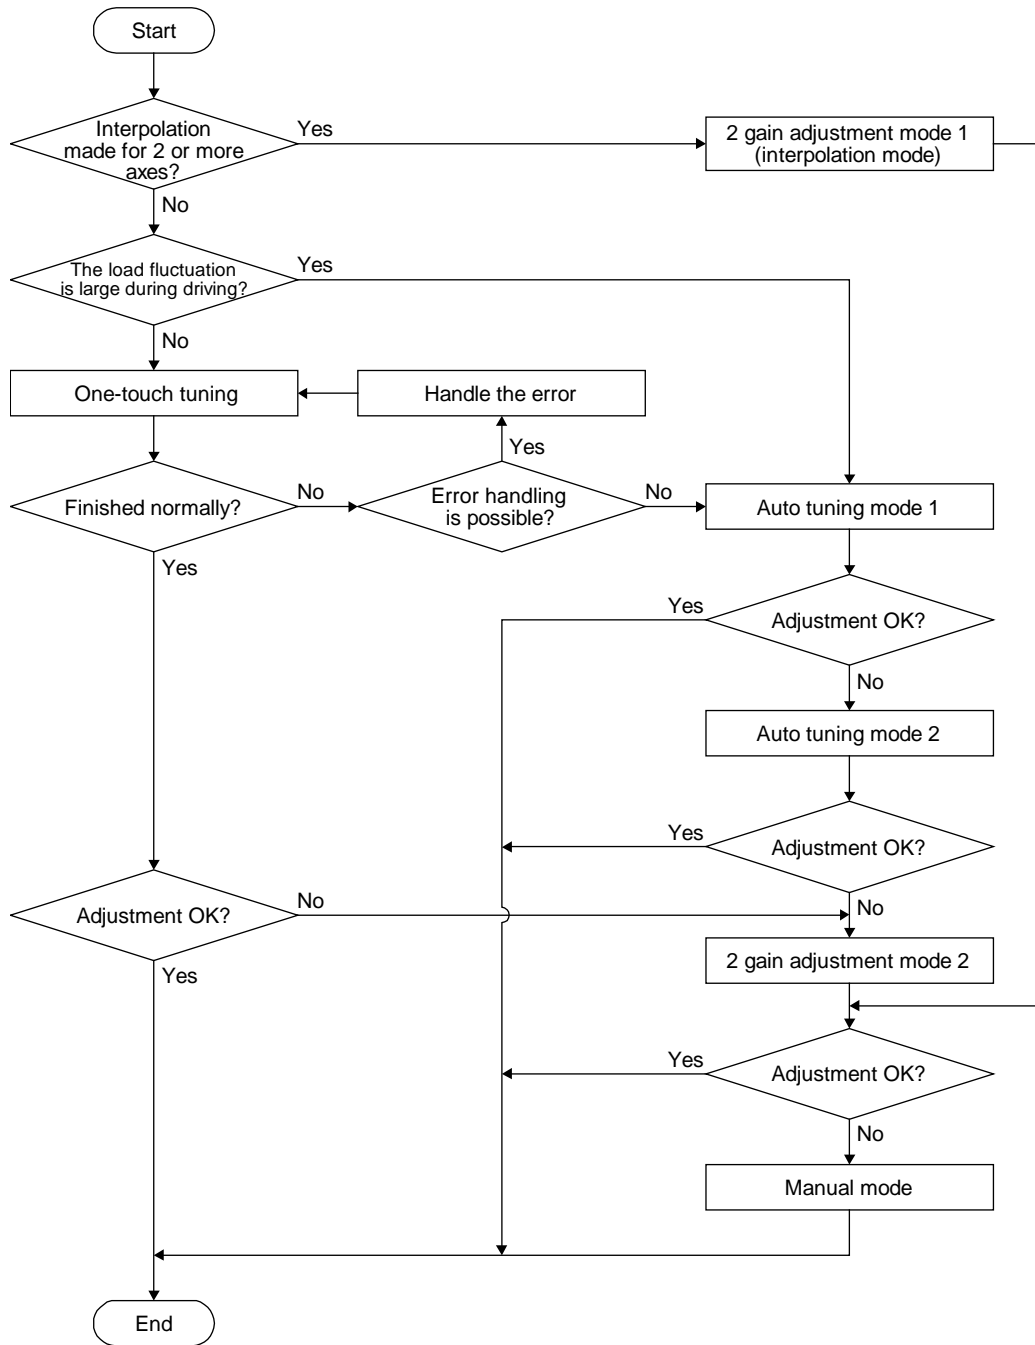 Start
Interpolation
made for 2 or more
axes?
Yes
2 gain adjustment mode 1
(interpolation mode)
No
The load fluctuation
is large during driving?
Yes
No
One-touch tuning
Handle the error
Yes
Finished normally?
No
Error handling
is possible?
No
Auto tuning mode 1
Yes
Yes
Adjustment OK?
No
Auto tuning mode 2
Yes
Adjustment OK?
No
Adjustment OK?
No
Yes
2 gain adjustment mode 2
Yes
Adjustment OK?
No
Manual mode
End